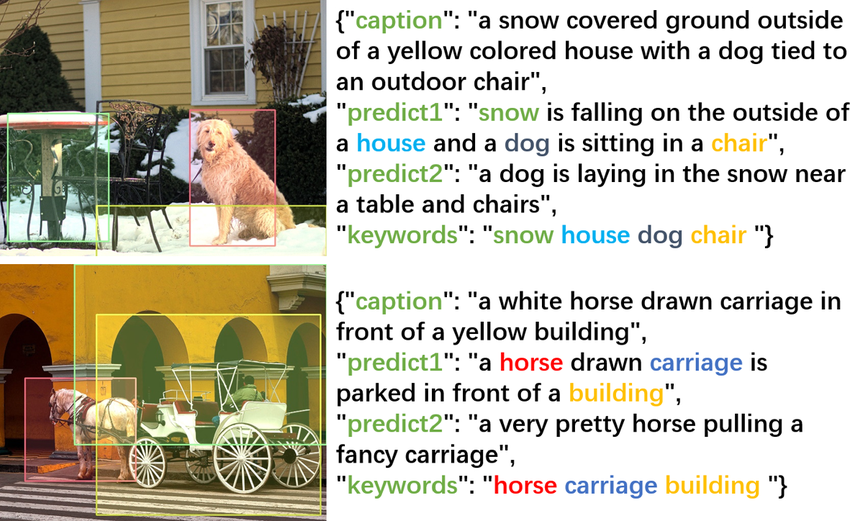 {"caption": "a snow covered ground outside
of a yellow colored house with a dog tied to
an outdoor chair",
"predict1": "snow is falling on the outside of
a house and a dog is sitting in a chair",
"predict2": "a dog is laying in the snow near
a table and chairs",
"keywords": "snow house dog chair "}
{"caption": "a white horse drawn carriage in
front of a yellow building",
"predict1": "a horse drawn carriage is
parked in front of a building",
"predict2": "a very pretty horse pulling a
fancy carriage",
"keywords": "horse carriage building "}